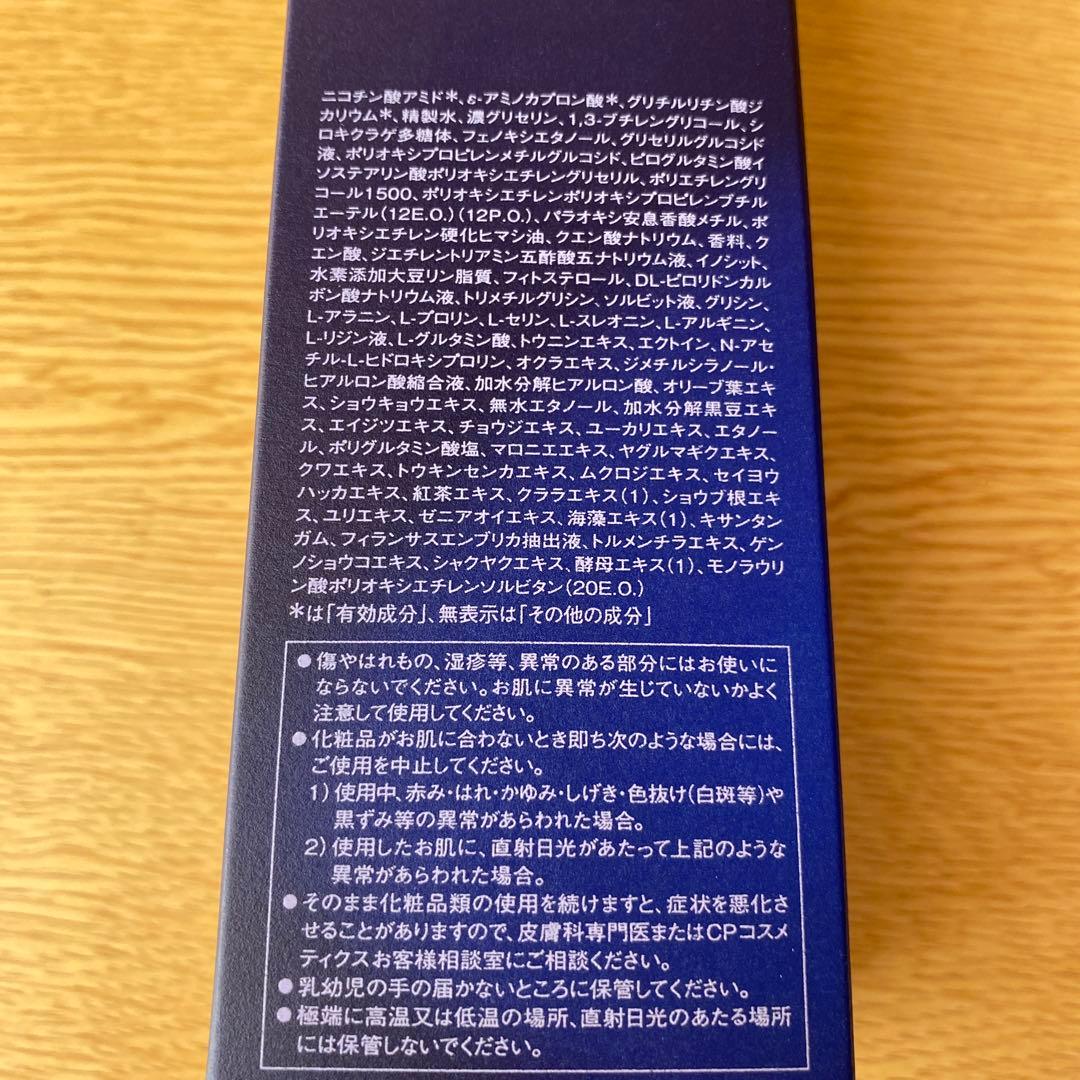 ニコチン酸アミド＊、ε-アミノカプロン酸＊、グリチルリチン酸ジ
カリウム＊、精製水、濃グリセリン、1,3-ブチレングリコール、シ
ロキクラゲ多糖体、フェノキシエタノール、グリセリルグルコシド
液、ポリオキシプロピレンメチルグルコシド、ピログルタミン酸イ
ソステアリン酸ポリオキシエチレングリセリル、ポリエチレングリ
コール1500、ポリオキシエチレンポリオキシプロピレンブチル
エーテル(12E.O.)(12P.O.)、パラオキシ安息香酸メチル、ポ
リオキシエチレン硬化ヒマシ油、クエン酸ナトリウム、香料、ク
エン酸、ジエチレントリアミン五酢酸五ナトリウム液、イノシット、
水素添加大豆リン脂質、フィトステロール、DL-ピロリドンカル
ボン酸ナトリウム液、トリメチルグリシン、ソルビット液、グリシン、
L-アラニン、L-プロリン、L-セリン、L-スレオニン、L-アルギニン、
L-リジン液、L-グルタミン酸、トウニンエキス、エクトイン、N-アセ
チル-L-ヒドロキシプロリン、オクラエキス、ジメチルシラノール・
ヒアルロン酸縮合液、加水分解ヒアルロン酸、オリーブ葉エキ
ス、ショウキョウエキス、無水エタノール、加水分解黒豆エキ
ス、エイジツエキス、チョウジエキス、ユーカリエキス、エタノー
ル、ポリグルタミン酸塩、マロニエエキス、ヤグルマギクエキス、
クワエキス、トウキンセンカエキス、ムクロジエキス、セイヨウ
ハッカエキス、紅茶エキス、クララエキス(1)、ショウブ根エキ
ス、ユリエキス、ゼニアオイエキス、海藻エキス(1)、キサンタン
ガム、フィランサスエンブリカ抽出液、トルメンチラエキス、ゲン
ノショウコエキス、シャクヤクエキス、酵母エキス(1)、モノラウリ
ン酸ポリオキシエチレンソルビタン(20E.O.)
＊は「有効成分」、無表示は「その他の成分」
●傷やはれもの、湿疹等、異常のある部分にはお使いに
ならないでください。お肌に異常が生じていないかよく
注意して使用してください。
●化粧品がお肌に合わないとき即ち次のような場合には、
ご使用を中止してください。
1)使用中、赤み・はれ・かゆみ・しげき・色抜け(白斑等)や
黒ずみ等の異常があらわれた場合。
2)使用したお肌に、直射日光があたって上記のような
異常があらわれた場合。
●そのまま化粧品類の使用を続けますと、症状を悪化さ
せることがありますので、皮膚科専門医またはCPコスメ
ティクスお客様相談室にご相談ください。
●乳幼児の手の届かないところに保管してください。
●極端に高温又は低温の場所、直射日光のあたる場所
には保管しないでください。